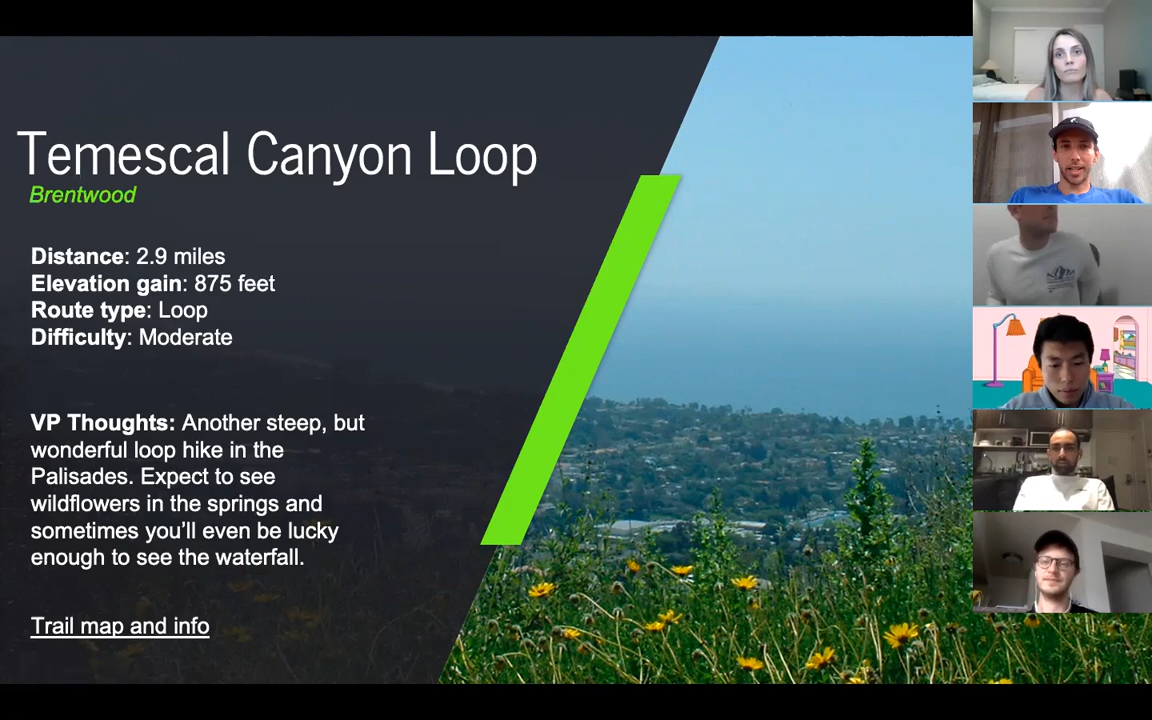 Temescal Canyon Loop
Brentwood
Distance: 2.9 miles
Elevation gain: 875 feet
Route type: Loop
Difficulty: Moderate
VP Thoughts: Another steep, but
wonderful loop hike in the
Palisades. Expect to see
wildflowers in the springs and
sometimes you’ll even be lucky
enough to see the waterfall.
Trail map and info